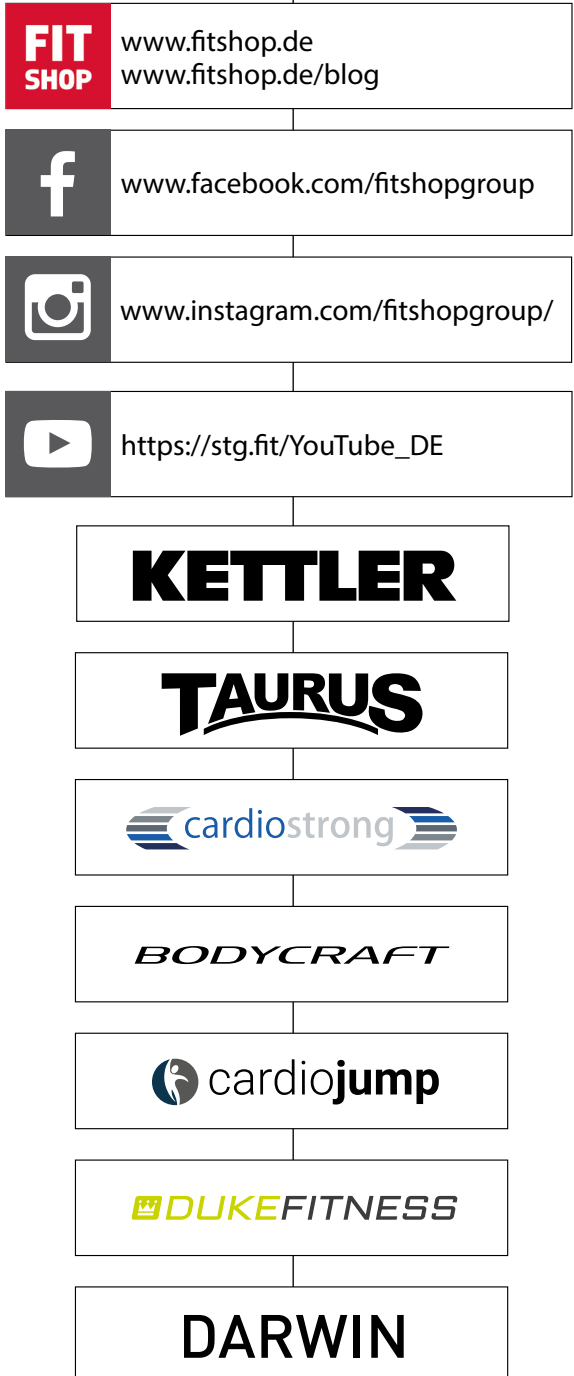 FIT
SHOP
www.fitshop.de
www.fitshop.de/blog
f
www.facebook.com/fitshopgroup
www.instagram.com/fitshopgroup/
https://stg.fit/YouTube_DE
KETTLER
TAURUS
cardiostrong
BODYCRAFT
cardiojump
DUKEFITNESS
DARWIN